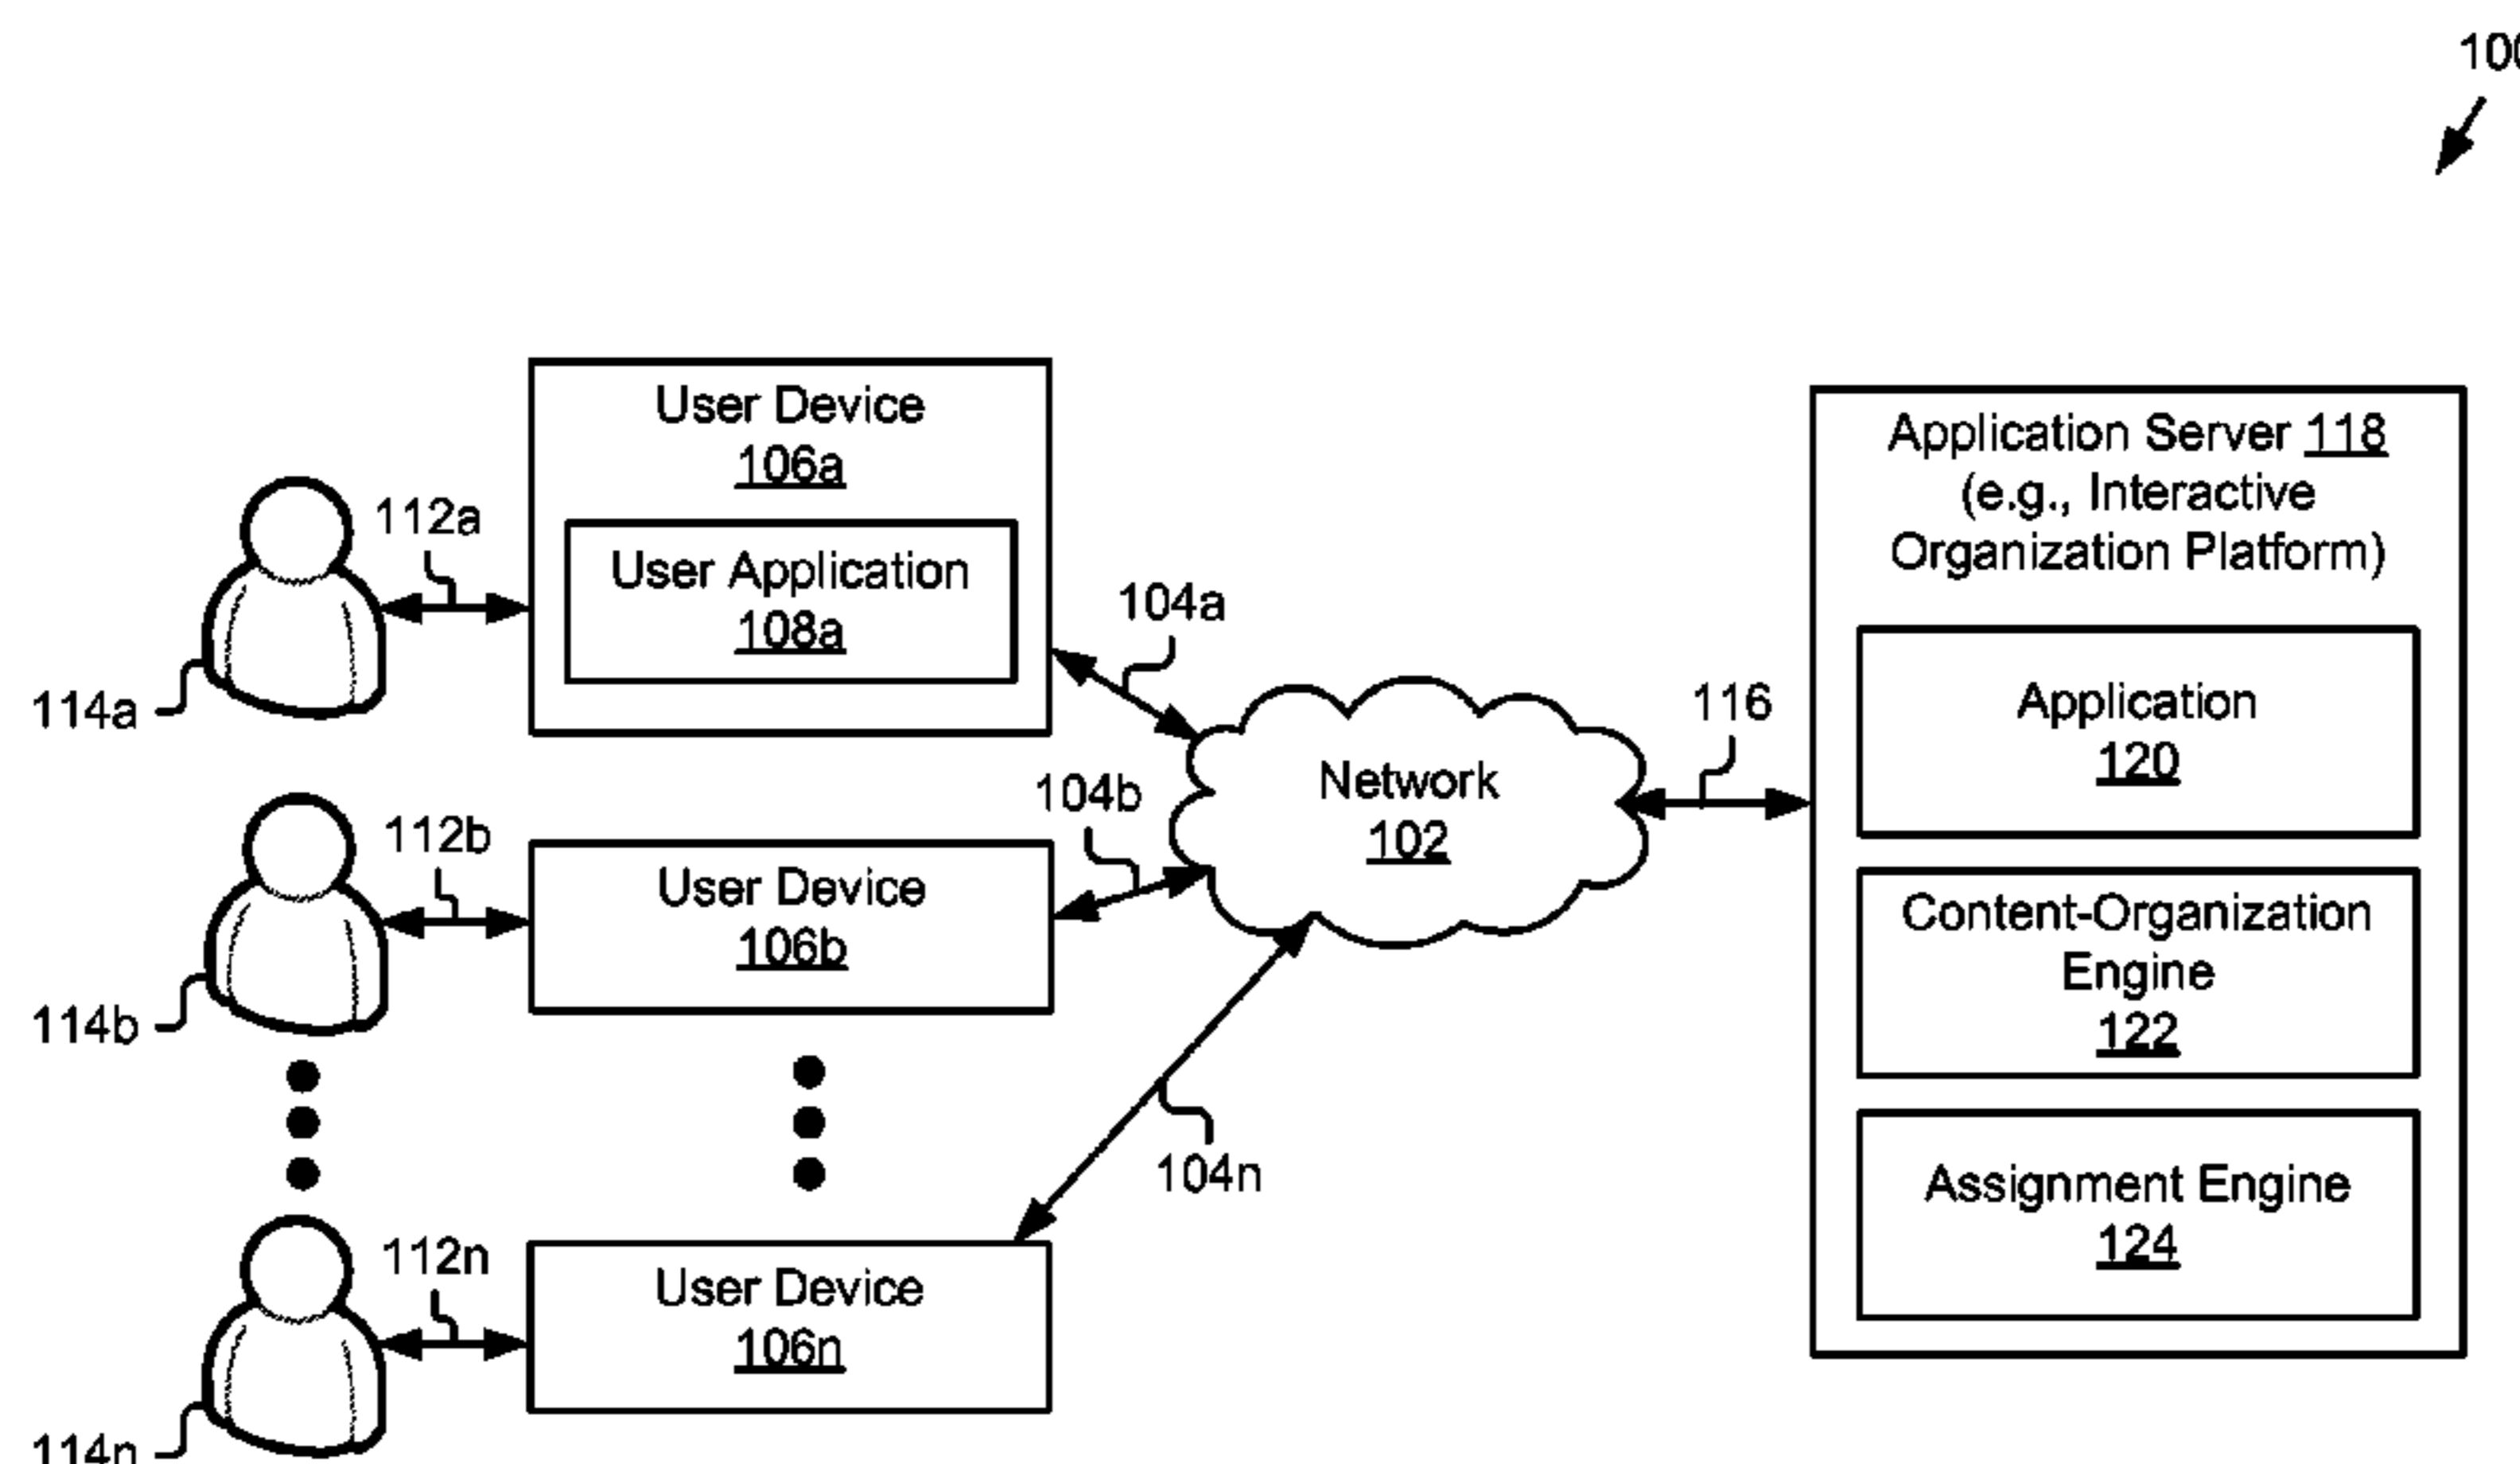 100
User Device
106a
User Application
108a
112a
114a
104a
User Device
106b
112b
114b
104b
User Device
106n
112n
114n
104n
Network
102
116
Application Server 118
(e.g., Interactive
Organization Platform)
Application
120
Content-Organization
Engine
122
Assignment Engine
124